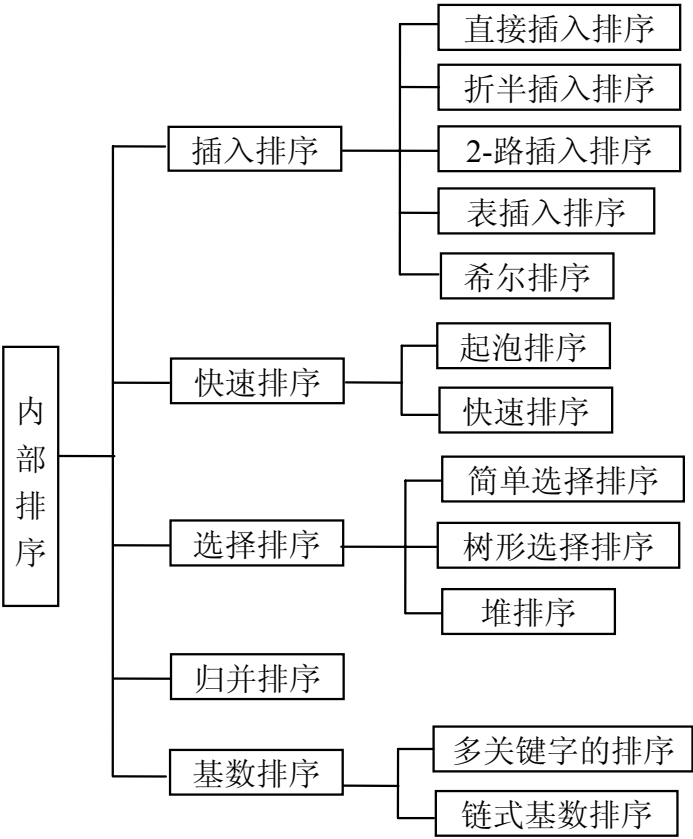 内部排序
插入排序
直接插入排序
折半插入排序
2-路插入排序
表插入排序
希尔排序
快速排序
起泡排序
快速排序
选择排序
简单选择排序
树形选择排序
堆排序
归并排序
基数排序
多关键字的排序
链式基数排序